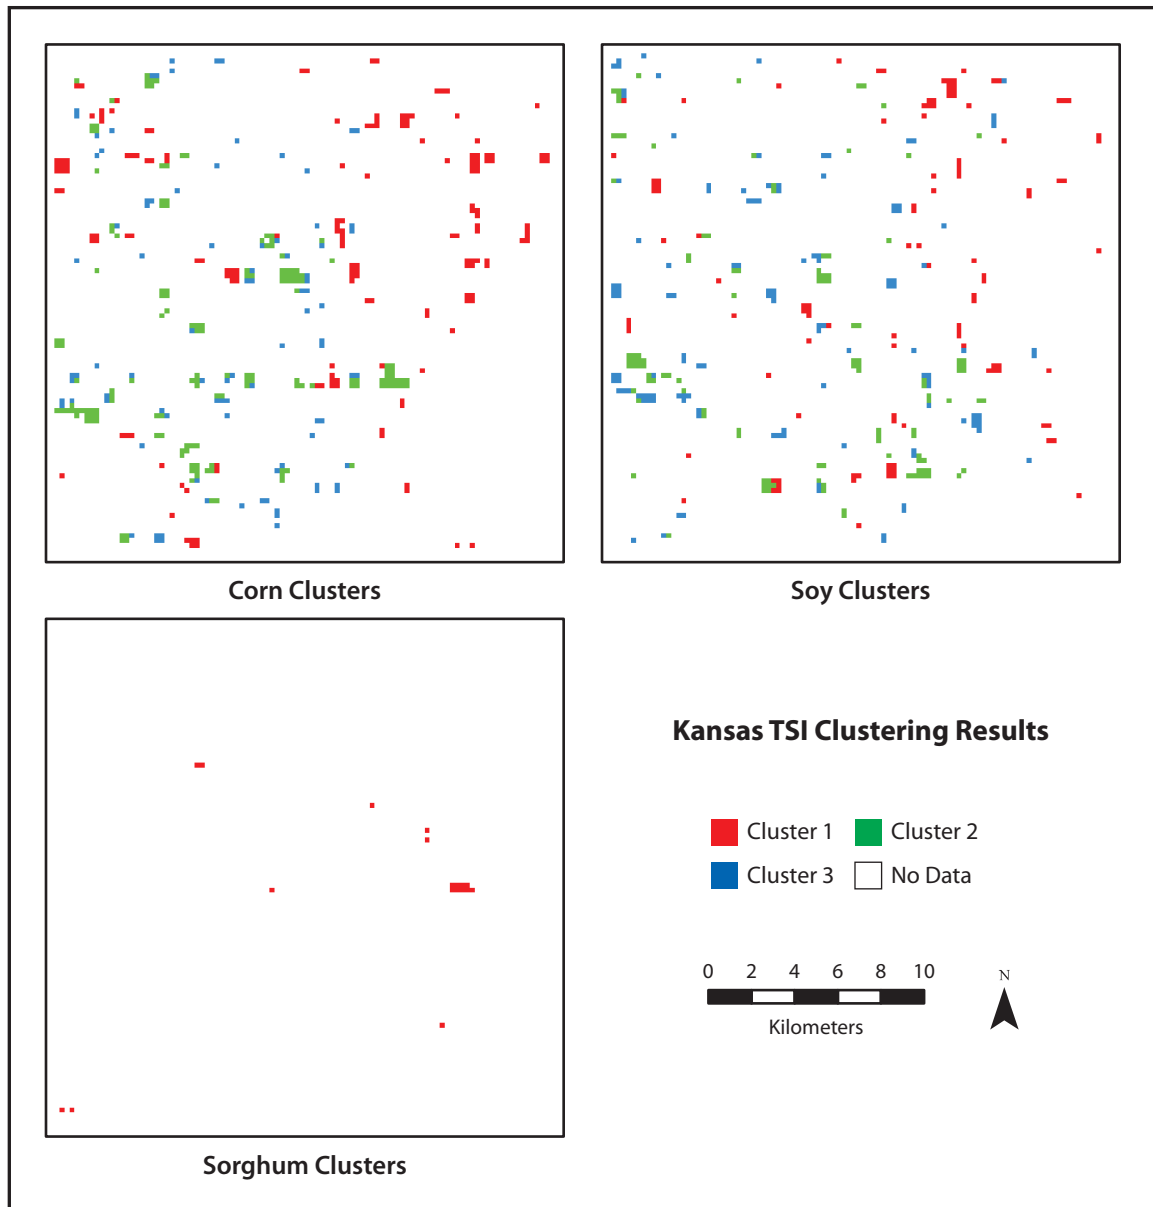 Corn Clusters
Soy Clusters
Sorghum Clusters
Kansas TSI Clustering Results
Cluster 1
Cluster 2
Cluster 3
No Data
0 2 4 6 8 10
Kilometers
N